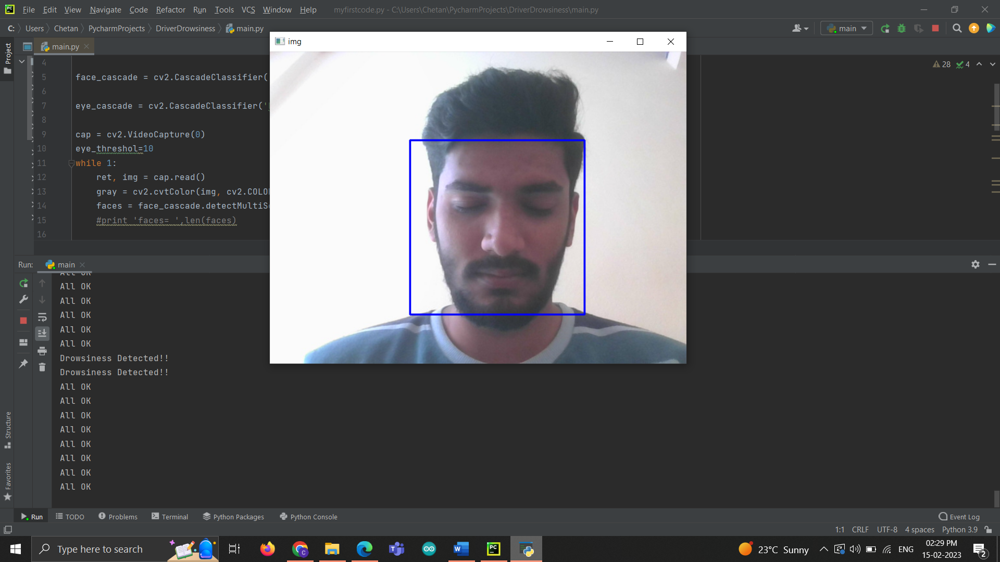 PC File Edit View Navigate Code Refactor Run Tools VCS Window Help myfirstcode.py - C:\Users\Chetan\PycharmProjects\DriverDrowsiness\main.py
C: Users Chetan PycharmProjects DriverDrowsiness main.py main
Project
main.py
img
28 4
4
5 face_cascade = cv2.CascadeClassifier(
6
7 eye_cascade = cv2.CascadeClassifier('
8
9 cap = cv2.VideoCapture(0)
10 eye_threshol=10
11 while 1:
12 ret, img = cap.read()
13 gray = cv2.cvtColor(img, cv2.COLO
14 faces = face_cascade.detectMultiS
15 #print 'faces= ',len(faces)
16
Run: main
All OK
All OK
All OK
All OK
All OK
All OK
Drowsiness Detected!!
Drowsiness Detected!!
All OK
All OK
All OK
All OK
All OK
All OK
All OK
All OK
Structure
Favorites
Run TODO Problems Terminal Python Packages Python Console Event Log
1:1 CRLF UTF-8 4 spaces Python 3.9
Type here to search 23°C Sunny ENG 02:29 PM
15-02-2023 2